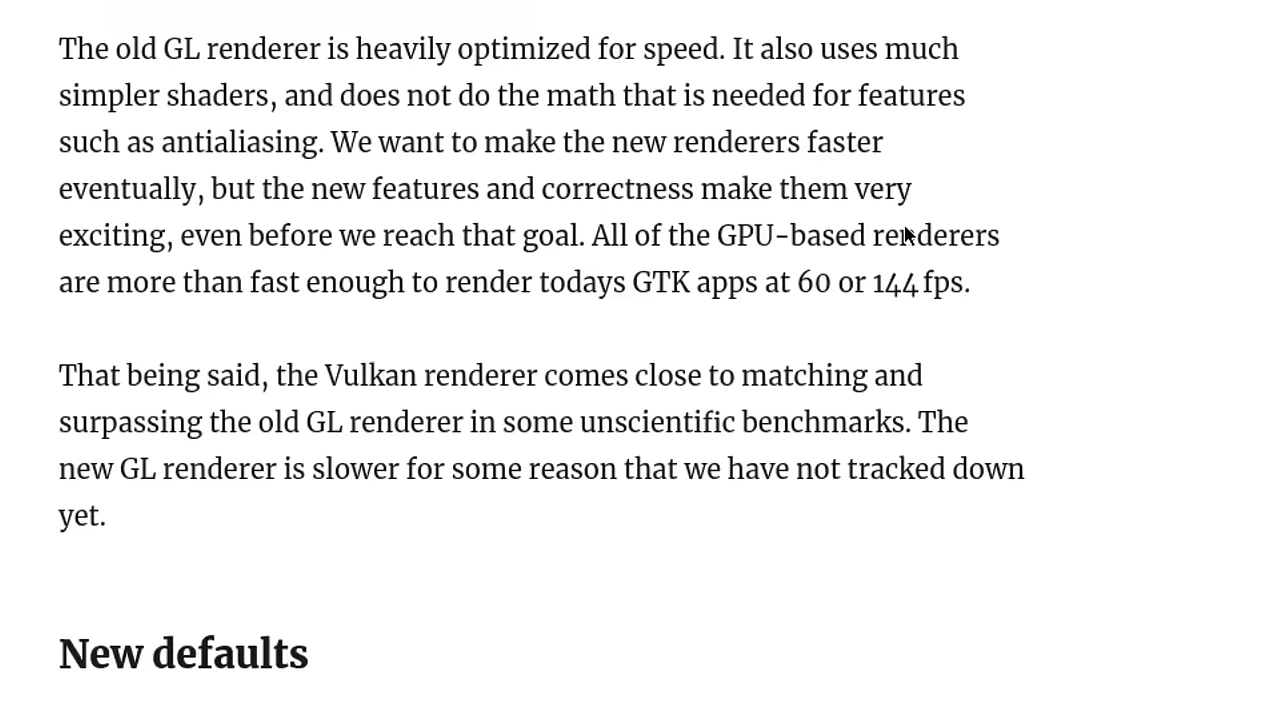 The old GL renderer is heavily optimized for speed. It also uses much
simpler shaders, and does not do the math that is needed for features
such as antialiasing. We want to make the new renderers faster
eventually, but the new features and correctness make them very
exciting, even before we reach that goal. All of the GPU-based renderers
are more than fast enough to render todays GTK apps at 60 or 144 fps.
That being said, the Vulkan renderer comes close to matching and
surpassing the old GL renderer in some unscientific benchmarks. The
new GL renderer is slower for some reason that we have not tracked down
yet.
New defaults